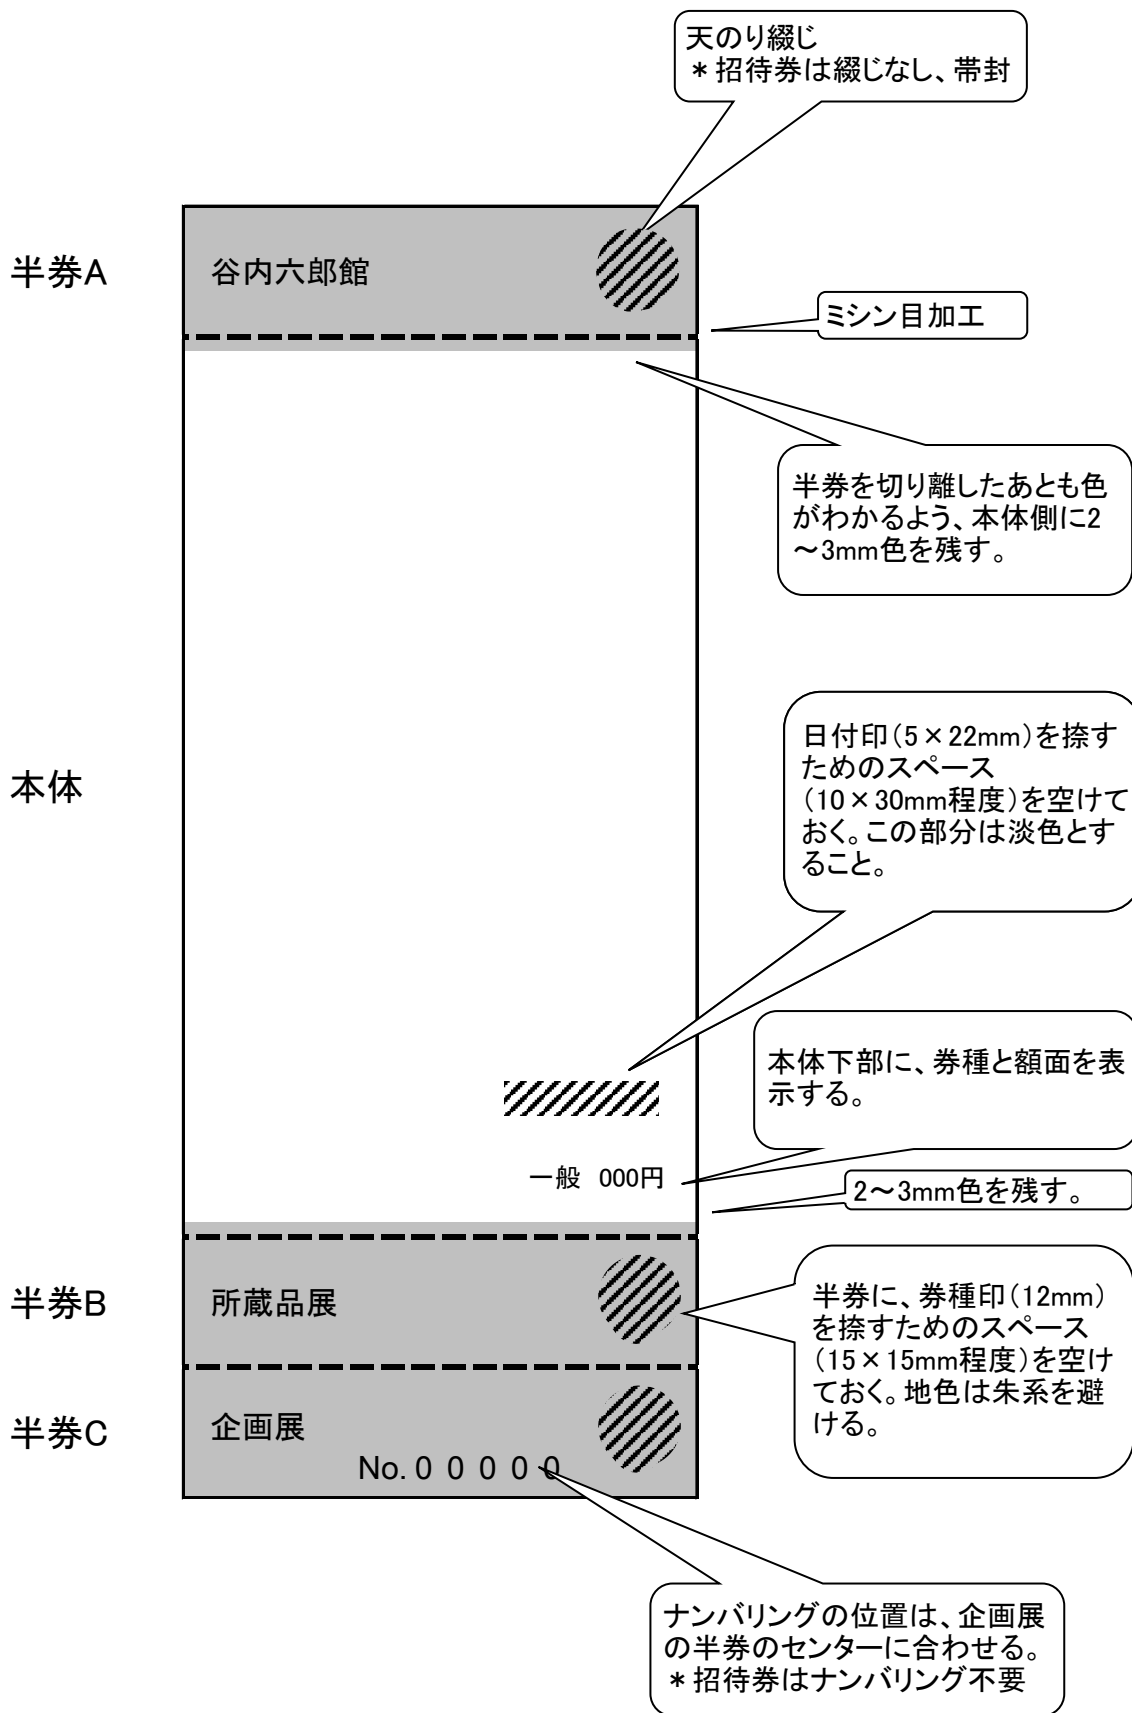 天のり綴じ
＊招待券は綴じなし、帯封
半券A
谷内六郎館
ミシン目加工
半券を切り離したあとも色
がわかるよう、本体側に2
～3mm色を残す。
本体
日付印（5×22mm）を捺す
ためのスペース
（10×30mm程度）を空けて
おく。この部分は淡色とす
ること。
本体下部に、券種と額面を表
示する。
一般　000円
2～3mm色を残す。
半券B
所蔵品展
半券に、券種印（12mm）
を捺すためのスペース
（15×15mm程度）を空け
ておく。地色は朱系を避
ける。
半券C
企画展
No.０００００
ナンバリングの位置は、企画展
の半券のセンターに合わせる。
＊招待券はナンバリング不要